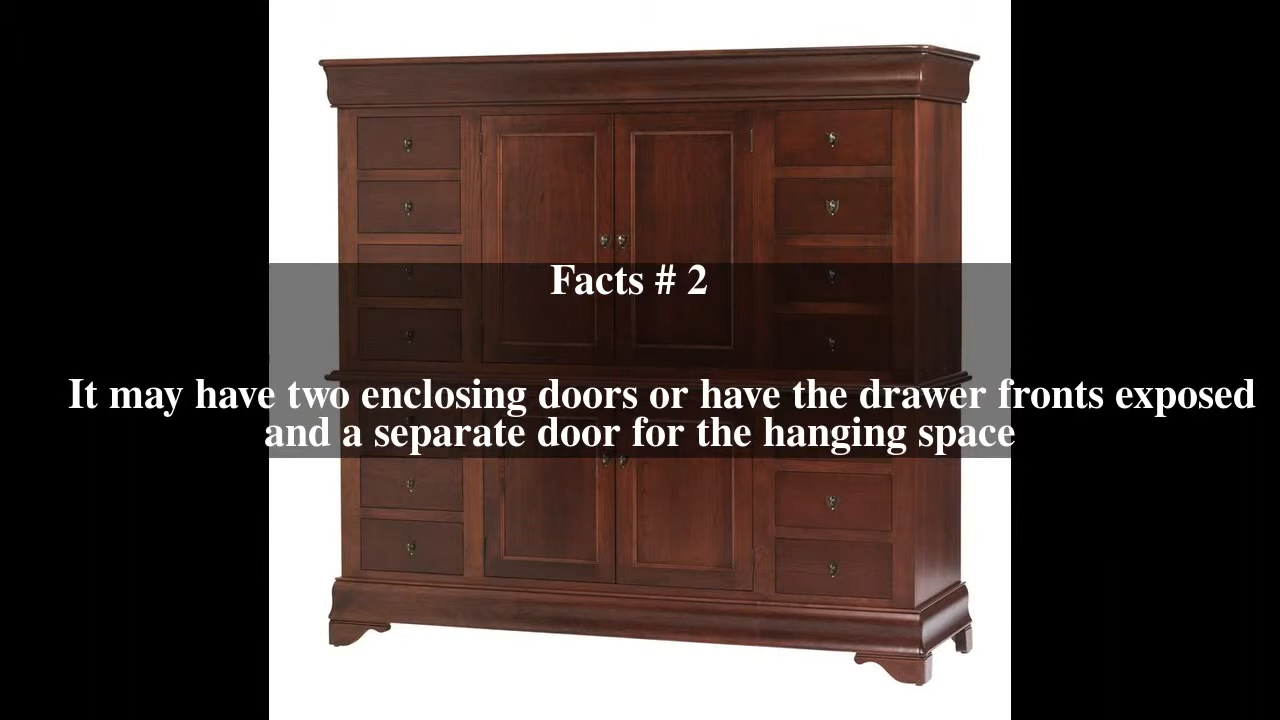 Facts # 2
It may have two enclosing doors or have the drawer fronts exposed
and a separate door for the hanging space